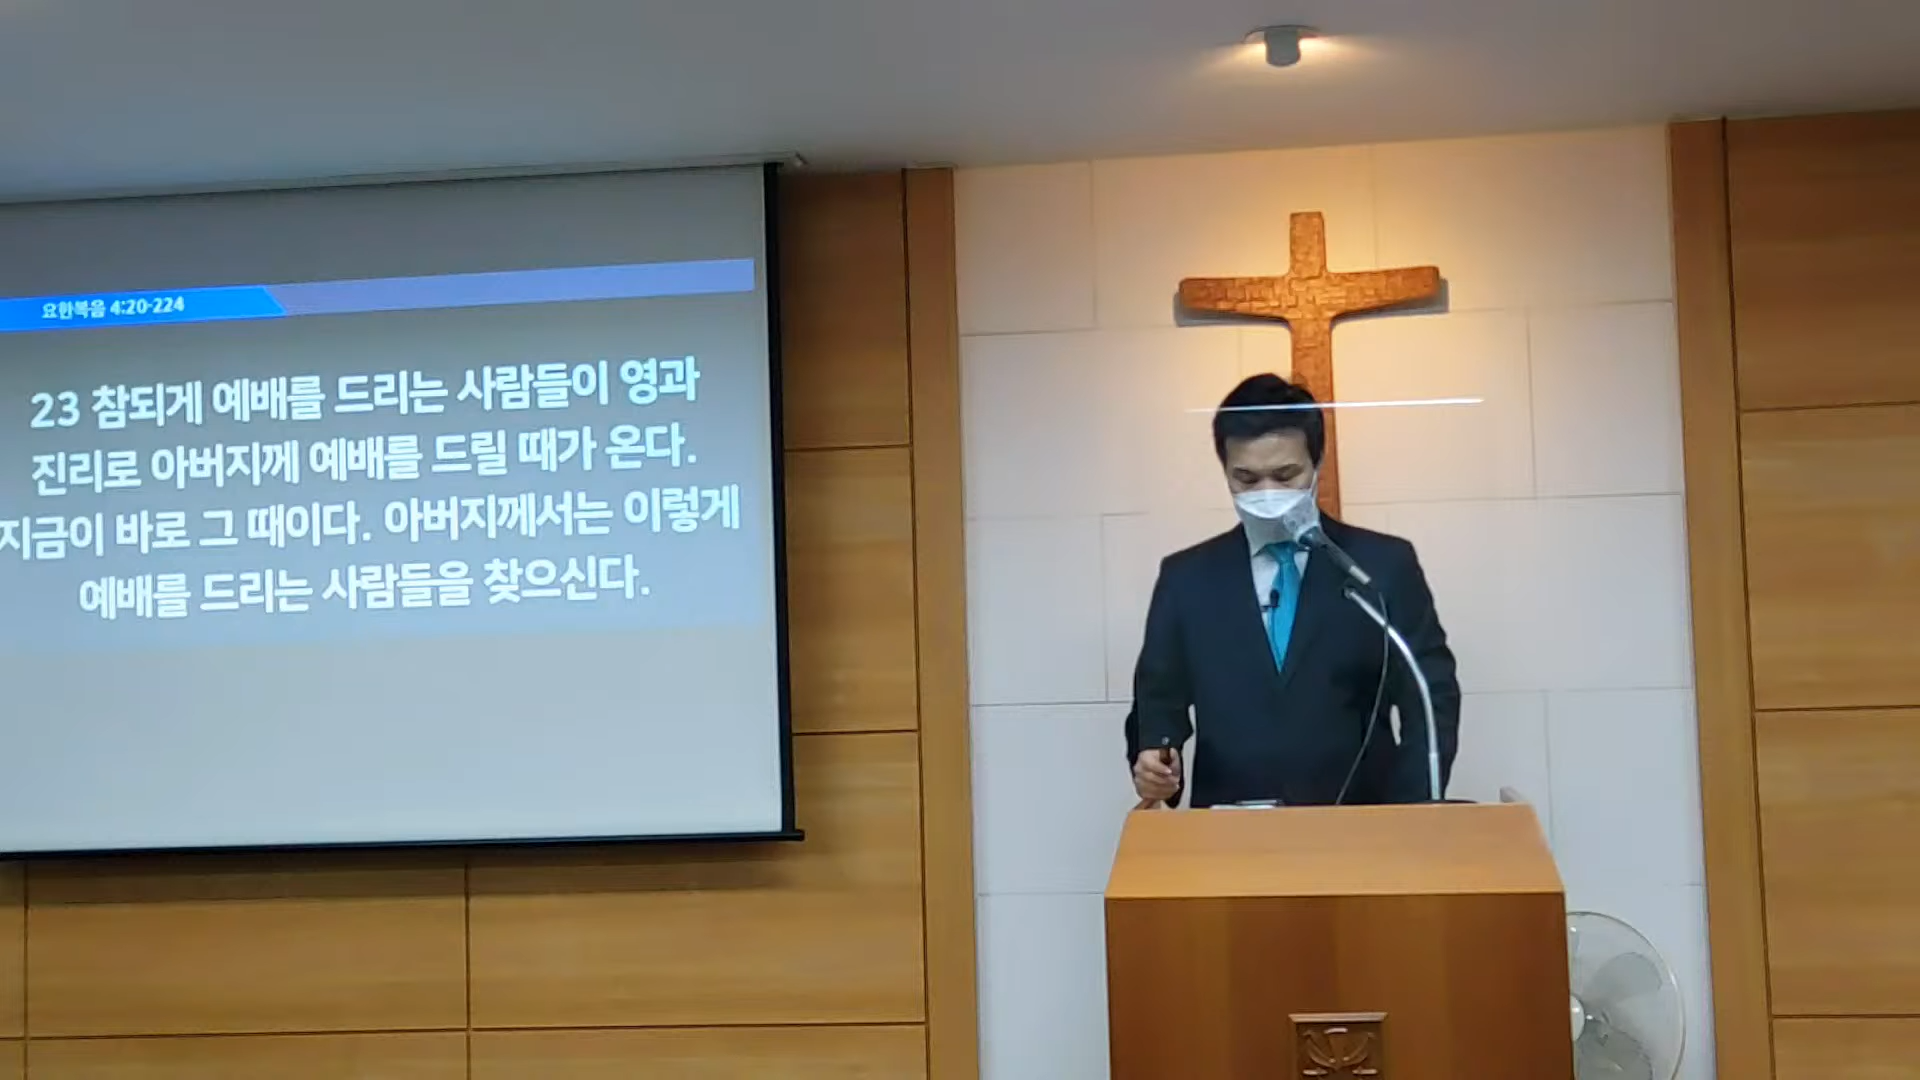 요한복음 4:20-224
23 참되게 예배를 드리는 사람들이 영과
진리로 아버지께 예배를 드릴 때가 온다.
지금이 바로 그 때이다. 아버지께서는 이렇게
예배를 드리는 사람들을 찾으신다.